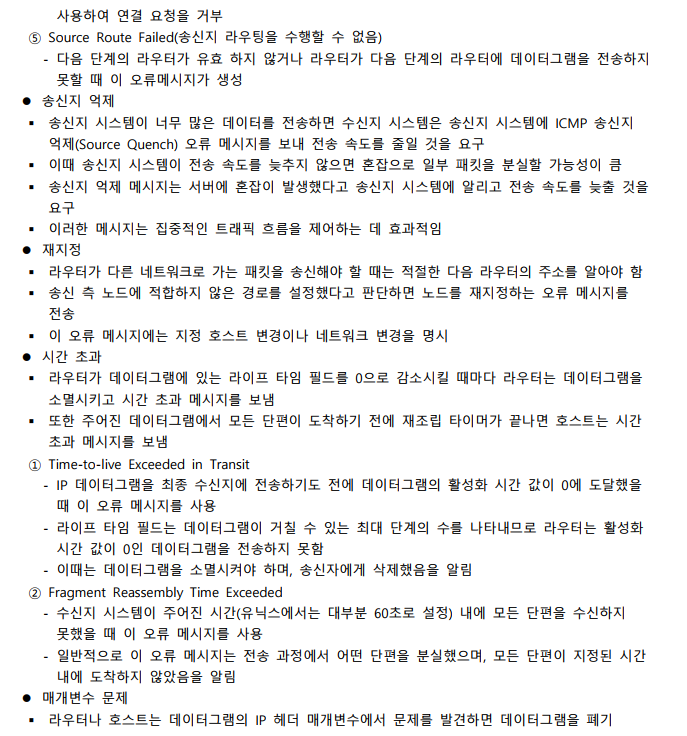 사용하여 연결 요청을 거부
⑤ Source Route Failed(송신지 라우팅을 수행할 수 없음)
- 다음 단계의 라우터가 유효 하지 않거나 라우터가 다음 단계의 라우터에 데이터그램을 전송하지
못할 때 이 오류메시지가 생성
● 송신지 억제
▪ 송신지 시스템이 너무 많은 데이터를 전송하면 수신지 시스템은 송신지 시스템에 ICMP 송신지
억제(Source Quench) 오류 메시지를 보내 전송 속도를 줄일 것을 요구
▪ 이때 송신지 시스템이 전송 속도를 늦추지 않으면 혼잡으로 일부 패킷을 분실할 가능성이 큼
▪ 송신지 억제 메시지는 서버에 혼잡이 발생했다고 송신지 시스템에 알리고 전송 속도를 늦출 것을
요구
▪ 이러한 메시지는 집중적인 트래픽 흐름을 제어하는 데 효과적임
● 재지정
▪ 라우터가 다른 네트워크로 가는 패킷을 송신해야 할 때는 적절한 다음 라우터의 주소를 알아야 함
▪ 송신 측 노드에 적합하지 않은 경로를 설정했다고 판단하면 노드를 재지정하는 오류 메시지를
전송
▪ 이 오류 메시지에는 지정 호스트 변경이나 네트워크 변경을 명시
● 시간 초과
▪ 라우터가 데이터그램에 있는 라이프 타임 필드를 0으로 감소시킬 때마다 라우터는 데이터그램을
소멸시키고 시간 초과 메시지를 보냄
▪ 또한 주어진 데이터그램에서 모든 단편이 도착하기 전에 재조립 타이머가 끝나면 호스트는 시간
초과 메시지를 보냄
① Time-to-live Exceeded in Transit
- IP 데이터그램을 최종 수신지에 전송하기도 전에 데이터그램의 활성화 시간 값이 0에 도달했을
때 이 오류 메시지를 사용
- 라이프 타임 필드는 데이터그램이 거칠 수 있는 최대 단계의 수를 나타내므로 라우터는 활성화
시간 값이 0인 데이터그램을 전송하지 못함
- 이때는 데이터그램을 소멸시켜야 하며, 송신자에게 삭제했음을 알림
② Fragment Reassembly Time Exceeded
- 수신지 시스템이 주어진 시간(유닉스에서는 대부분 60초로 설정) 내에 모든 단편을 수신하지
못했을 때 이 오류 메시지를 사용
- 일반적으로 이 오류 메시지는 전송 과정에서 어떤 단편을 분실했으며, 모든 단편이 지정된 시간
내에 도착하지 않았음을 알림
● 매개변수 문제
▪ 라우터나 호스트는 데이터그램의 IP 헤더 매개변수에서 문제를 발견하면 데이터그램을 폐기